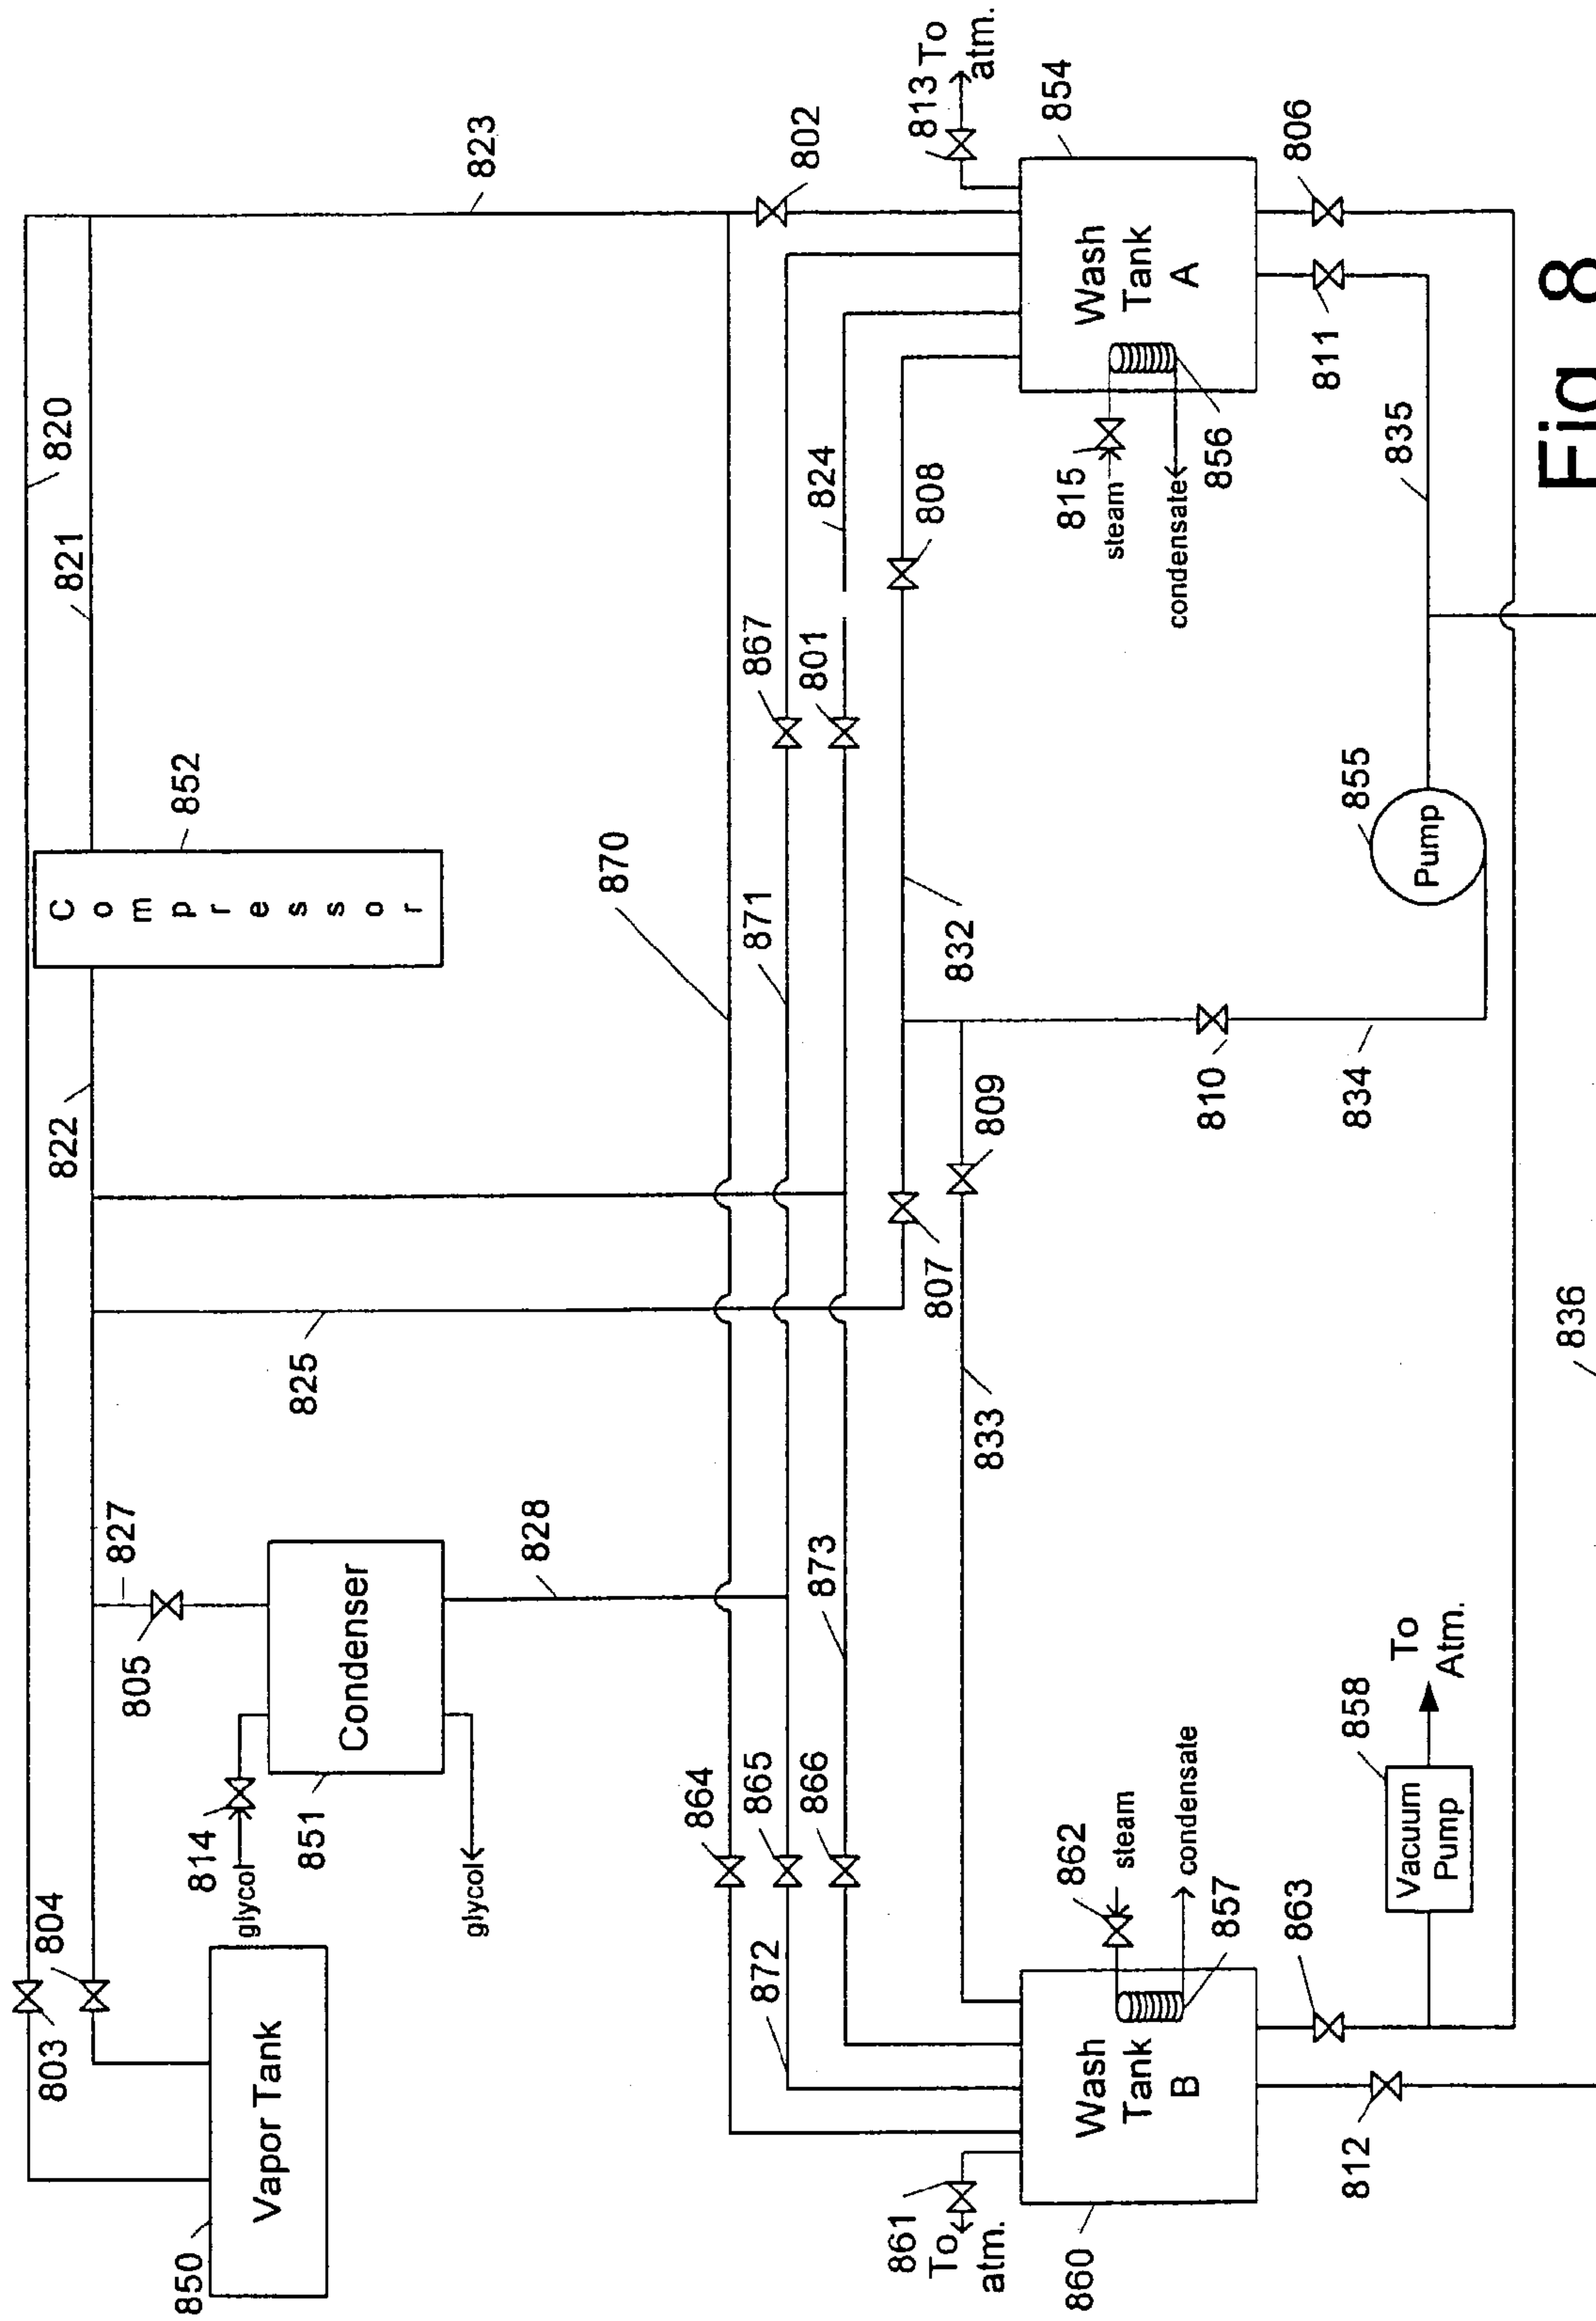 820
821
823
852
C
o
m
p
r
e
s
s
o
r
822
825
827
805
Condenser
814
glycol
851
glycol
828
804
803
Vapor Tank
850
870
802
813 To
atm.
854
Wash
Tank
A
871
867
801
824
808
815
steam
condensate
856
806
811
835
832
855
Pump
810
834
809
807
833
864
865
866
873
872
862
steam
condensate
857
Wash
Tank
B
861
To
atm.
860
863
858
Vacuum
Pump
To
Atm.
812
836
Fig. 8